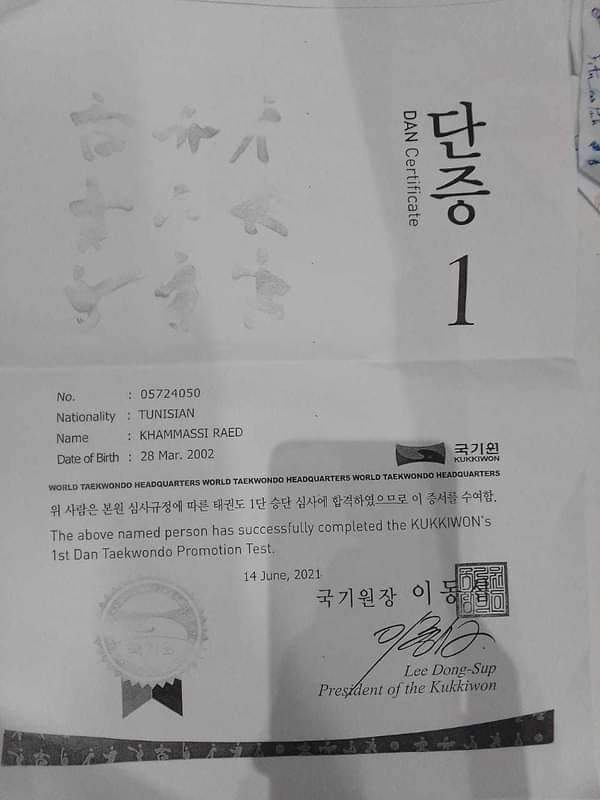 단증
DAN Certificate
1
No. : 05724050
Nationality : TUNISIAN
Name : KHAMMASSI RAED
Date of Birth : 28 Mar. 2002
국기원
KUKKIWON
WORLD TAEKWONDO HEADQUARTERS WORLD TAEKWONDO HEADQUARTERS WORLD TAEKWONDO HEADQUARTERS
위 사람은 본원 심사규정에 따른 태권도 1단 승단 심사에 합격하였으므로 이 증서를 수여함.
The above named person has successfully completed the KUKKIWON's
1st Dan Taekwondo Promotion Test.
14 June, 2021
국기원장 이동섭
Lee Dong-Sup
President of the Kukkiwon
국기원